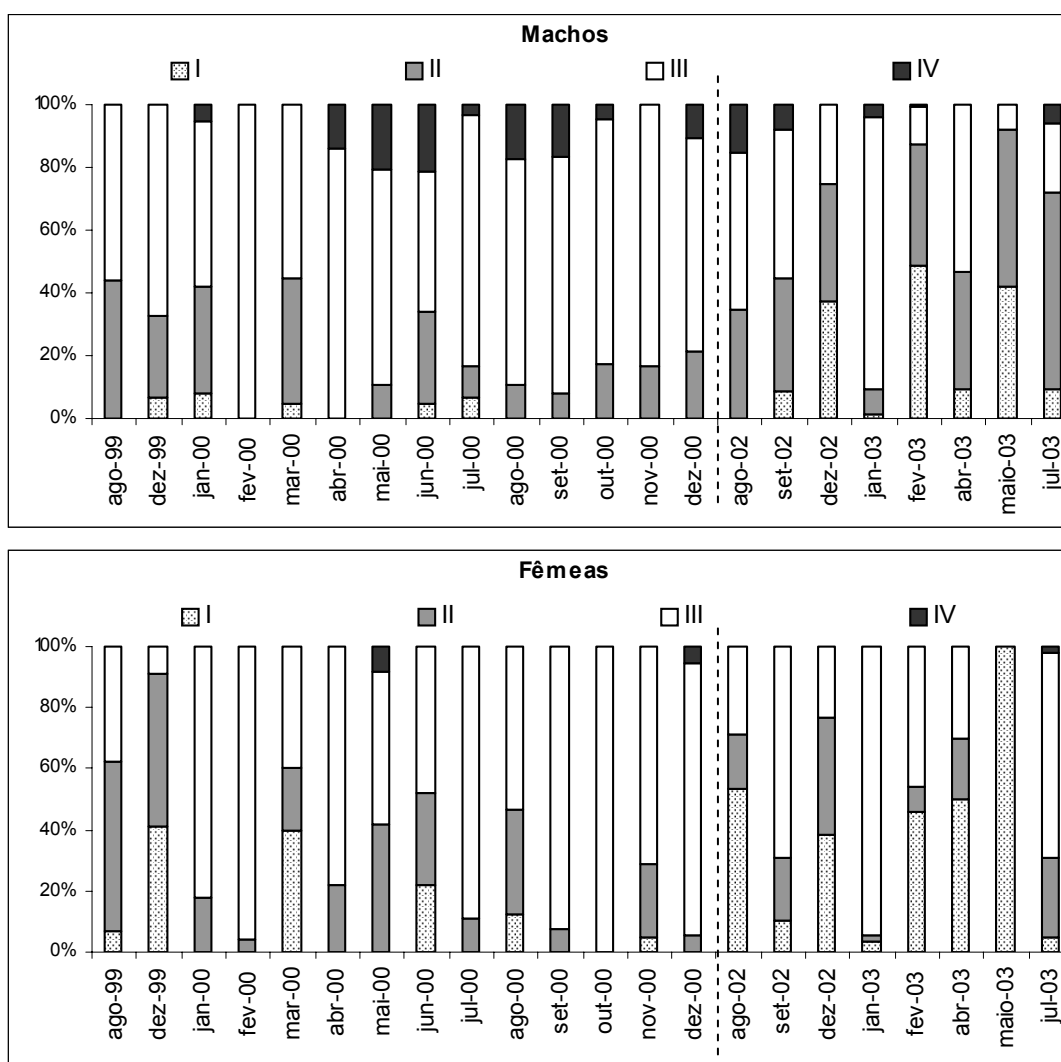 Machos
I II III IV
100%
80%
60%
40%
20%
0%
ago-99 dez-99 jan-00 fev-00 mar-00 abr-00 mai-00 jun-00 jul-00 ago-00 set-00 out-00 nov-00 dez-00 ago-02 set-02 dez-02 jan-03 fev-03 abr-03 maio-03 jul-03
Fêmeas
I II III IV
100%
80%
60%
40%
20%
0%
ago-99 dez-99 jan-00 fev-00 mar-00 abr-00 mai-00 jun-00 jul-00 ago-00 set-00 out-00 nov-00 dez-00 ago-02 set-02 dez-02 jan-03 fev-03 abr-03 maio-03 jul-03